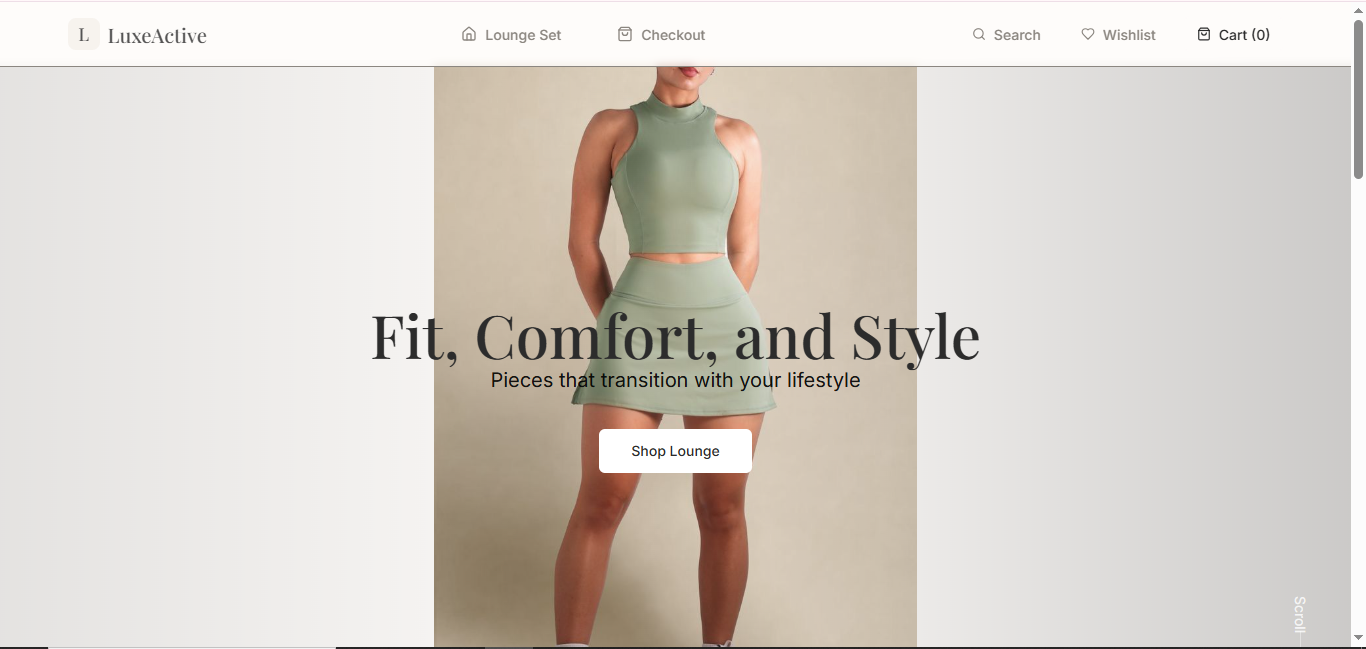 L LuxeActive
Lounge Set
Checkout
Search
Wishlist
Cart (0)
Fit, Comfort, and Style
Pieces that transition with your lifestyle
Shop Lounge
Scroll